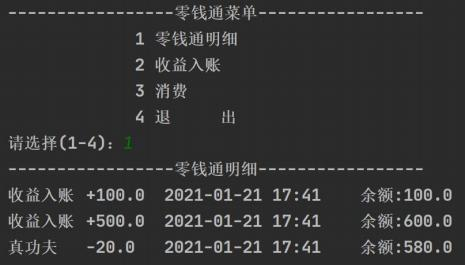 -----------------零钱通菜单-----------------
1 零钱通明细
2 收益入账
3 消费
4 退 出
请选择(1-4): 1
-----------------零钱通明细-----------------
收益入账 +100.0 2021-01-21 17:41 余额:100.0
收益入账 +500.0 2021-01-21 17:41 余额:600.0
真功夫 -20.0 2021-01-21 17:41 余额:580.0